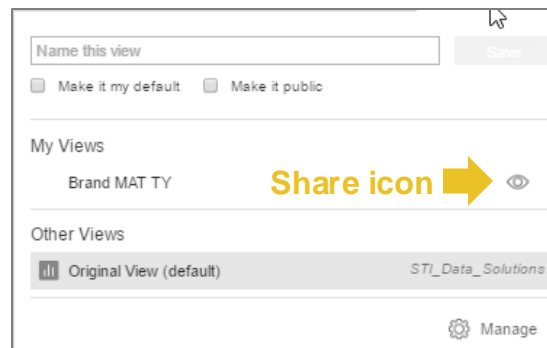 Name this view
Save
Make it my default Make it public
My Views
Brand MAT TY
Share icon
Other Views
Original View (default) STI_Data_Solutions
Manage